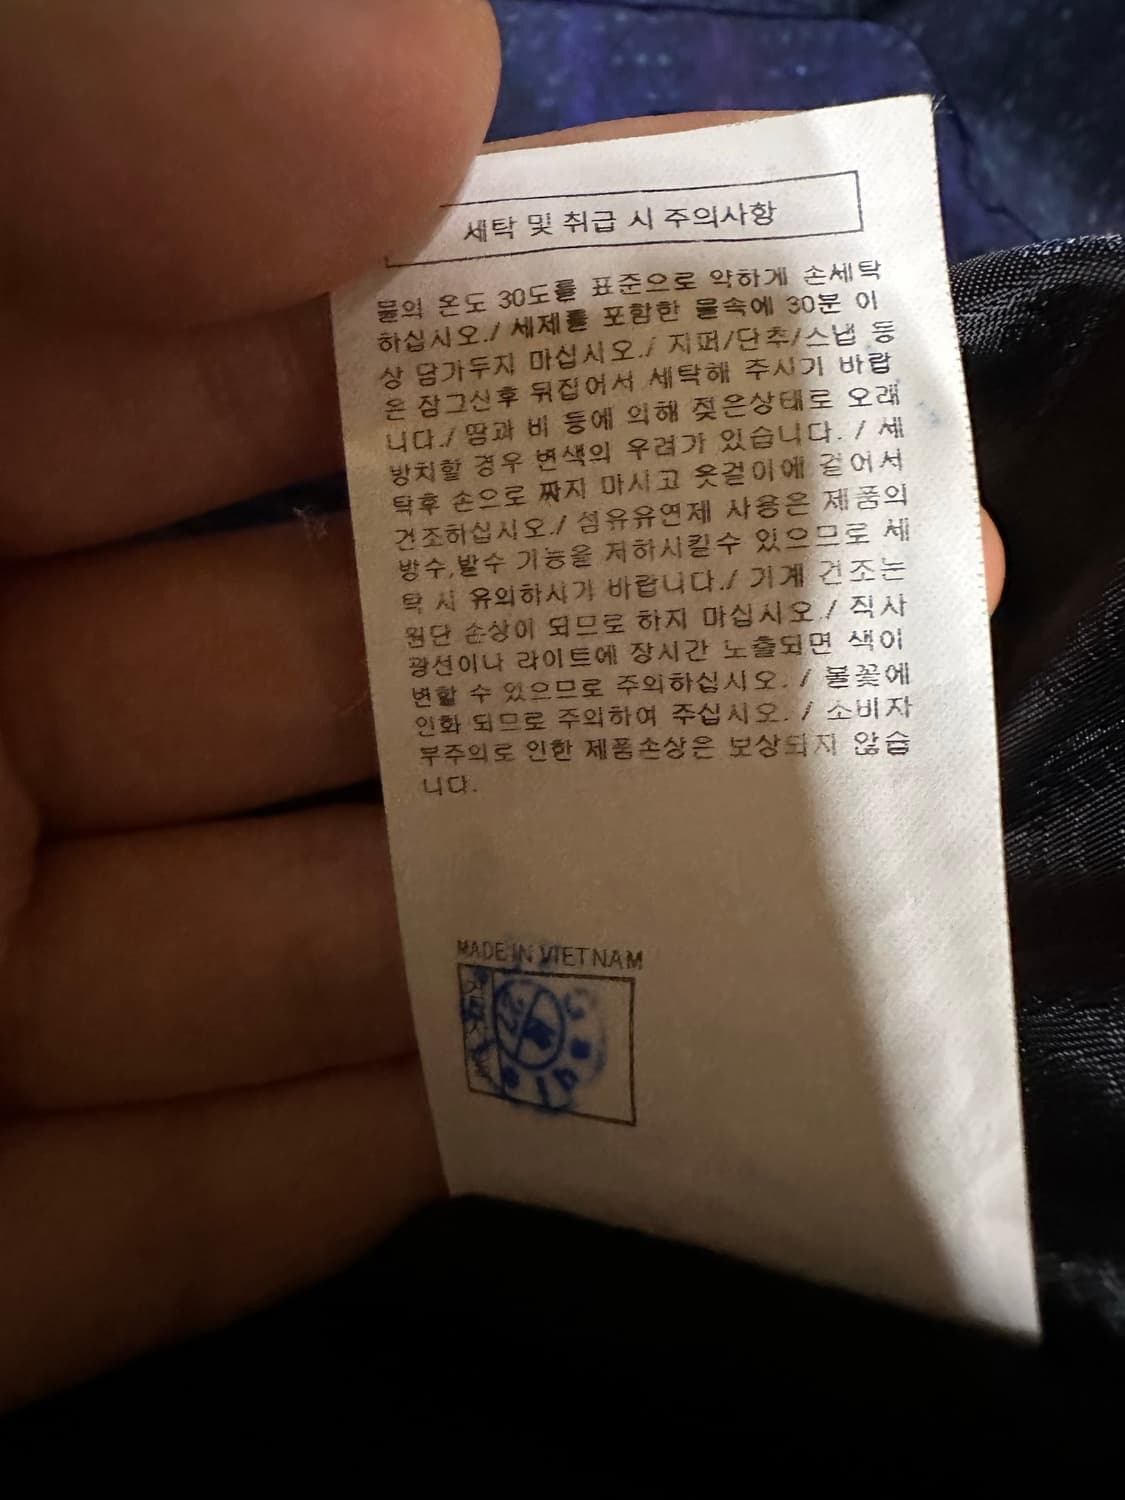 세탁 및 취급 시 주의사항
물의 온도 30도를 표준으로 약하게 손세탁
하십시오./ 세제를 포함한 물속에 30분 이
상 담가두지 마십시오./ 지퍼/단추/스냅 등
은 잠그신후 뒤집어서 세탁해 주시기 바랍
니다./ 땀과 비 등에 의해 젖은상태로 오래
방치할 경우 변색의 우려가 있습니다. / 세
탁후 손으로 짜지 마시고 옷걸이에 걸어서
건조하십시오./ 섬유유연제 사용은 제품의
방수,발수 기능을 저하시킬수 있으므로 세
탁 시 유의하시기 바랍니다./ 기계 건조는
원단 손상이 되므로 하지 마십시오./ 직사
광선이나 라이트에 장시간 노출되면 색이
변할 수 있으므로 주의하십시오. / 불꽃에
인화 되므로 주의하여 주십시오. / 소비자
부주의로 인한 제품손상은 보상되지 않습
니다.
MADE IN VIETNAM